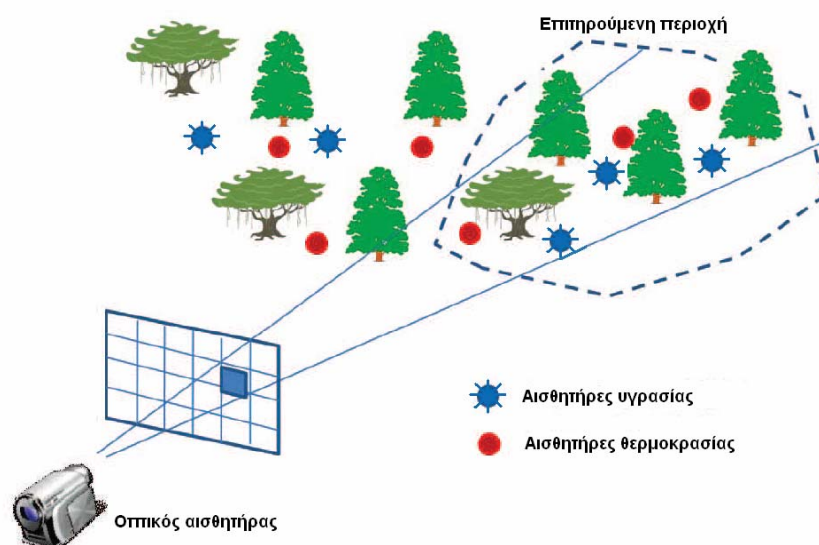 Επιτηρούμενη περιοχή
Αισθητήρες υγρασίας
Αισθητήρες θερμοκρασίας
Οπτικός αισθητήρας